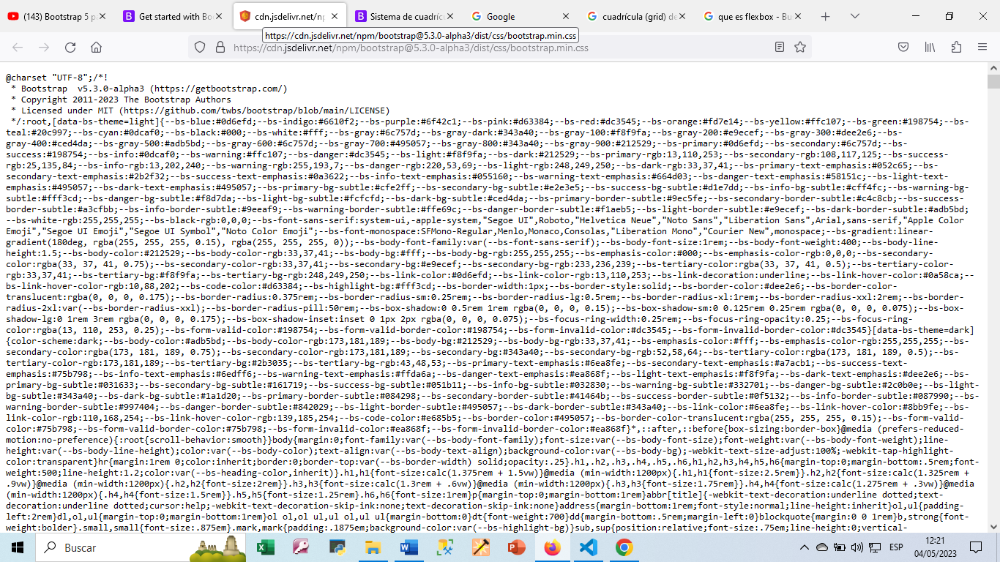 (143) Bootstrap 5 p
Get started with Boo
cdn.jsdelivr.net/np
Sistema de cuadríc
Google
cuadrícula (grid) de
que es flexbox - Bu
https://cdn.jsdelivr.net/npm/bootstrap@5.3.0-alpha3/dist/css/bootstrap.min.css
https://cdn.jsdelivr.net/npm/bootstrap@5.3.0-alpha3/dist/css/bootstrap.min.css
@charset "UTF-8";/*!
* Bootstrap  v5.3.0-alpha3 (https://getbootstrap.com/)
* Copyright 2011-2023 The Bootstrap Authors
* Licensed under MIT (https://github.com/twbs/bootstrap/blob/main/LICENSE)
*/:root,[data-bs-theme=light]{--bs-blue:#0d6efd;--bs-indigo:#6610f2;--bs-purple:#6f42c1;--bs-pink:#d63384;--bs-red:#dc3545;--bs-orange:#fd7e14;--bs-yellow:#ffc107;--bs-green:#198754;--bs-
teal:#20c997;--bs-cyan:#0dcaf0;--bs-black:#000;--bs-white:#fff;--bs-gray:#6c757d;--bs-gray-dark:#343a40;--bs-gray-100:#f8f9fa;--bs-gray-200:#e9ecef;--bs-gray-300:#dee2e6;--bs-
gray-400:#ced4da;--bs-gray-500:#adb5bd;--bs-gray-600:#6c757d;--bs-gray-700:#495057;--bs-gray-800:#343a40;--bs-gray-900:#212529;--bs-primary:#0d6efd;--bs-secondary:#6c757d;--bs-
success:#198754;--bs-info:#0dcaf0;--bs-warning:#ffc107;--bs-danger:#dc3545;--bs-light:#f8f9fa;--bs-dark:#212529;--bs-primary-rgb:13,110,253;--bs-secondary-rgb:108,117,125;--bs-success-
rgb:25,135,84;--bs-info-rgb:13,202,240;--bs-warning-rgb:255,193,7;--bs-danger-rgb:220,53,69;--bs-light-rgb:248,249,250;--bs-dark-rgb:33,37,41;--bs-primary-text-emphasis:#052c65;--bs-
secondary-text-emphasis:#2b2f32;--bs-success-text-emphasis:#0a3622;--bs-info-text-emphasis:#055160;--bs-warning-text-emphasis:#664d03;--bs-danger-text-emphasis:#58151c;--bs-light-text-
emphasis:#495057;--bs-dark-text-emphasis:#495057;--bs-primary-bg-subtle:#cfe2ff;--bs-secondary-bg-subtle:#e2e3e5;--bs-success-bg-subtle:#d1e7dd;--bs-info-bg-subtle:#cff4fc;--bs-warning-bg-
subtle:#fff3cd;--bs-danger-bg-subtle:#f8d7da;--bs-light-bg-subtle:#fcfcfd;--bs-dark-bg-subtle:#ced4da;--bs-primary-border-subtle:#9ec5fe;--bs-secondary-border-subtle:#c4c8cb;--bs-success-
border-subtle:#a3cfbb;--bs-info-border-subtle:#9eeaf9;--bs-warning-border-subtle:#ffe69c;--bs-danger-border-subtle:#f1aeb5;--bs-light-border-subtle:#e9ecef;--bs-dark-border-subtle:#adb5bd;
--bs-white-rgb:255,255,255;--bs-black-rgb:0,0,0;--bs-font-sans-serif:system-ui,-apple-system,"Segoe UI",Roboto,"Helvetica Neue","Noto Sans","Liberation Sans",Arial,sans-serif,"Apple Color
Emoji","Segoe UI Emoji","Segoe UI Symbol","Noto Color Emoji";--bs-font-monospace:SFMono-Regular,Menlo,Monaco,Consolas,"Liberation Mono","Courier New",monospace;--bs-gradient:linear-
gradient(180deg, rgba(255, 255, 255, 0.15), rgba(255, 255, 255, 0));--bs-body-font-family:var(--bs-font-sans-serif);--bs-body-font-size:1rem;--bs-body-font-weight:400;--bs-body-line-
height:1.5;--bs-body-color:#212529;--bs-body-color-rgb:33,37,41;--bs-body-bg:#fff;--bs-body-bg-rgb:255,255,255;--bs-emphasis-color:#000;--bs-emphasis-color-rgb:0,0,0;--bs-secondary-
color:rgba(33, 37, 41, 0.75);--bs-secondary-color-rgb:33,37,41;--bs-secondary-bg:#e9ecef;--bs-secondary-bg-rgb:233,236,239;--bs-tertiary-color:rgba(33, 37, 41, 0.5);--bs-tertiary-color-
rgb:33,37,41;--bs-tertiary-bg:#f8f9fa;--bs-tertiary-bg-rgb:248,249,250;--bs-link-color:#0d6efd;--bs-link-color-rgb:13,110,253;--bs-link-decoration:underline;--bs-link-hover-color:#0a58ca;--
bs-link-hover-color-rgb:10,88,202;--bs-code-color:#d63384;--bs-highlight-bg:#fff3cd;--bs-border-width:1px;--bs-border-style:solid;--bs-border-color:#dee2e6;--bs-border-color-
translucent:rgba(0, 0, 0, 0.175);--bs-border-radius:0.375rem;--bs-border-radius-sm:0.25rem;--bs-border-radius-lg:0.5rem;--bs-border-radius-xl:1rem;--bs-border-radius-xxl:2rem;--bs-border-
radius-2xl:var(--bs-border-radius-xxl);--bs-border-radius-pill:50rem;--bs-box-shadow:0 0.5rem 1rem rgba(0, 0, 0, 0.15);--bs-box-shadow-sm:0 0.125rem 0.25rem rgba(0, 0, 0, 0.075);--bs-box-
shadow-lg:0 1rem 3rem rgba(0, 0, 0, 0.175);--bs-box-shadow-inset:inset 0 1px 2px rgba(0, 0, 0, 0.075);--bs-focus-ring-width:0.25rem;--bs-focus-ring-opacity:0.25;--bs-focus-ring-
color:rgba(13, 110, 253, 0.25);--bs-form-valid-color:#198754;--bs-form-valid-border-color:#198754;--bs-form-invalid-color:#dc3545;--bs-form-invalid-border-color:#dc3545}[data-bs-theme=dark]
{color-scheme:dark;--bs-body-color:#adb5bd;--bs-body-color-rgb:173,181,189;--bs-body-bg:#212529;--bs-body-bg-rgb:33,37,41;--bs-emphasis-color:#fff;--bs-emphasis-color-rgb:255,255,255;--bs-
secondary-color:rgba(173, 181, 189, 0.75);--bs-secondary-color-rgb:173,181,189;--bs-secondary-bg:#343a40;--bs-secondary-bg-rgb:52,58,64;--bs-tertiary-color:rgba(173, 181, 189, 0.5);--bs-
tertiary-color-rgb:173,181,189;--bs-tertiary-bg:#2b3035;--bs-tertiary-bg-rgb:43,48,53;--bs-primary-text-emphasis:#6ea8fe;--bs-secondary-text-emphasis:#a7acb1;--bs-success-text-
emphasis:#75b798;--bs-info-text-emphasis:#6edff6;--bs-warning-text-emphasis:#ffda6a;--bs-danger-text-emphasis:#ea868f;--bs-light-text-emphasis:#f8f9fa;--bs-dark-text-emphasis:#dee2e6;--bs-
primary-bg-subtle:#031633;--bs-secondary-bg-subtle:#161719;--bs-success-bg-subtle:#051b11;--bs-info-bg-subtle:#032830;--bs-warning-bg-subtle:#332701;--bs-danger-bg-subtle:#2c0b0e;--bs-light-
bg-subtle:#343a40;--bs-dark-bg-subtle:#1a1d20;--bs-primary-border-subtle:#084298;--bs-secondary-border-subtle:#41464b;--bs-success-border-subtle:#0f5132;--bs-info-border-subtle:#087990;--bs-
warning-border-subtle:#997404;--bs-danger-border-subtle:#842029;--bs-light-border-subtle:#495057;--bs-dark-border-subtle:#343a40;--bs-link-color:#6ea8fe;--bs-link-hover-color:#8bb9fe;--bs-
link-color-rgb:110,168,254;--bs-link-hover-color-rgb:139,185,254;--bs-code-color:#e685b5;--bs-border-color:#495057;--bs-border-color-translucent:rgba(255, 255, 255, 0.15);--bs-form-valid-
color:#75b798;--bs-form-valid-border-color:#75b798;--bs-form-invalid-color:#ea868f;--bs-form-invalid-border-color:#ea868f}*,::after,::before{box-sizing:border-box}@media (prefers-reduced-
motion:no-preference){:root{scroll-behavior:smooth}}body{margin:0;font-family:var(--bs-body-font-family);font-size:var(--bs-body-font-size);font-weight:var(--bs-body-font-weight);line-
height:var(--bs-body-line-height);color:var(--bs-body-color);text-align:var(--bs-body-text-align);background-color:var(--bs-body-bg);-webkit-text-size-adjust:100%;-webkit-tap-highlight-
color:transparent}hr{margin:1rem 0;color:inherit;border:0;border-top:var(--bs-border-width) solid;opacity:.25}.h1,.h2,.h3,.h4,.h5,.h6,h1,h2,h3,h4,h5,h6{margin-top:0;margin-bottom:.5rem;font-
weight:500;line-height:1.2;color:var(--bs-heading-color,inherit)}.h1,h1{font-size:calc(1.375rem + 1.5vw)}@media (min-width:1200px){.h1,h1{font-size:2.5rem}}.h2,h2{font-size:calc(1.325rem +
.9vw)}@media (min-width:1200px){.h2,h2{font-size:2rem}}.h3,h3{font-size:calc(1.3rem + .6vw)}@media (min-width:1200px){.h3,h3{font-size:1.75rem}}.h4,h4{font-size:calc(1.275rem + .3vw)}@media
(min-width:1200px){.h4,h4{font-size:1.5rem}}.h5,h5{font-size:1.25rem}.h6,h6{font-size:1rem}p{margin-top:0;margin-bottom:1rem}abbr[title]{-webkit-text-decoration:underline dotted;text-
decoration:underline dotted;cursor:help;-webkit-text-decoration-skip-ink:none;text-decoration-skip-ink:none}address{margin-bottom:1rem;font-style:normal;line-height:inherit}ol,ul{padding-
left:2rem}dl,ol,ul{margin-top:0;margin-bottom:1rem}ol ol,ol ul,ul ol,ul ul{margin-bottom:0}dt{font-weight:700}dd{margin-bottom:.5rem;margin-left:0}blockquote{margin:0 0 1rem}b,strong{font-
weight:bolder}.small,small{font-size:.875em}.mark,mark{padding:.1875em;background-color:var(--bs-highlight-bg)}sub,sup{position:relative;font-size:.75em;line-height:0;vertical-
Buscar
ESP
12:21
04/05/2023